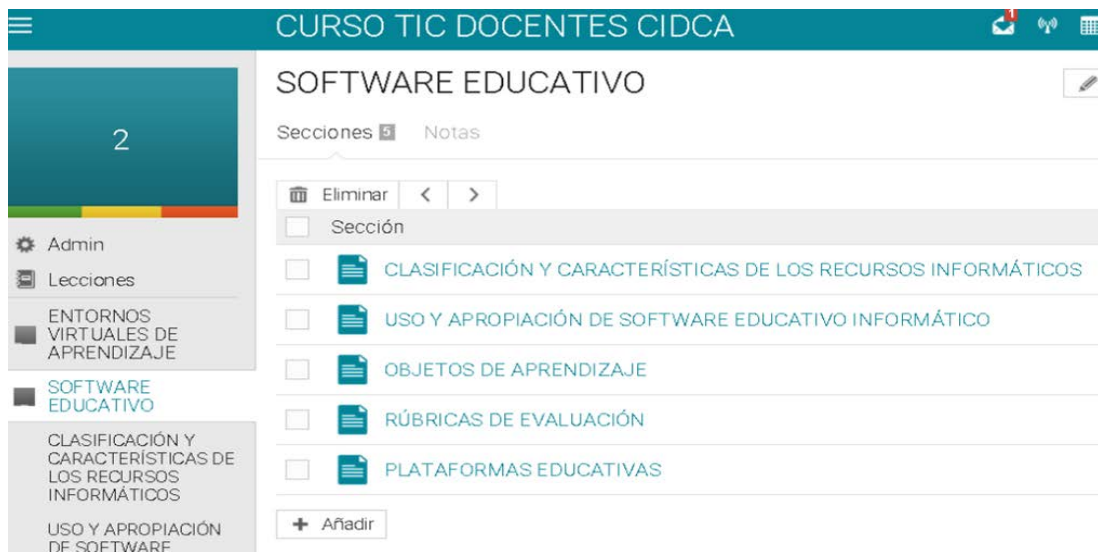 CURSO TIC DOCENTES CIDCA
1
2
Admin
Lecciones
ENTORNOS
VIRTUALES DE
APRENDIZAJE
SOFTWARE
EDUCATIVO
CLASIFICACIÓN Y
CARACTERÍSTICAS DE
LOS RECURSOS
INFORMÁTICOS
USO Y APROPIACIÓN
DE SOFTWARE
SOFTWARE EDUCATIVO
Secciones 5 Notas
Eliminar < >
Sección
CLASIFICACIÓN Y CARACTERÍSTICAS DE LOS RECURSOS INFORMÁTICOS
USO Y APROPIACIÓN DE SOFTWARE EDUCATIVO INFORMÁTICO
OBJETOS DE APRENDIZAJE
RÚBRICAS DE EVALUACIÓN
PLATAFORMAS EDUCATIVAS
+ Añadir